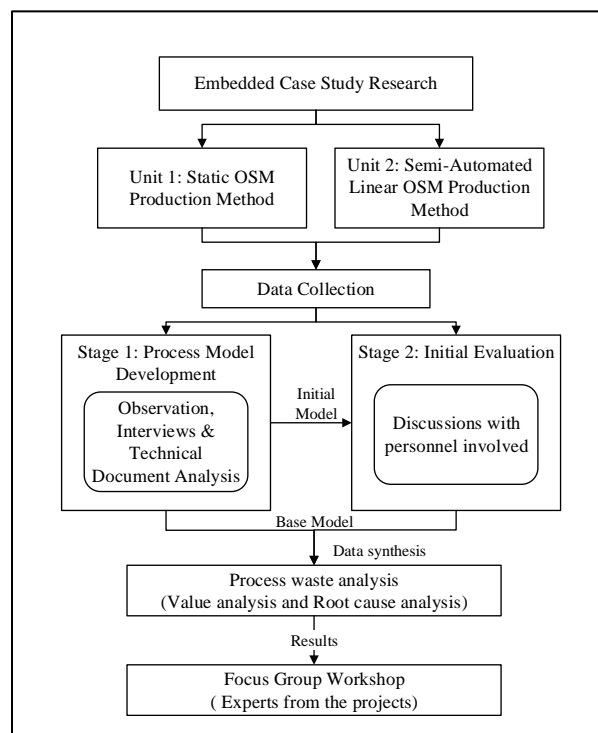 Embedded Case Study Research
Unit 1: Static OSM
Production Method
Unit 2: Semi-Automated
Linear OSM Production
Method
Data Collection
Stage 1: Process Model
Development
Observation,
Interviews &
Technical
Document Analysis
Initial
Model
Stage 2: Initial Evaluation
Discussions with
personnel involved
Base Model
Data synthesis
Process waste analysis
(Value analysis and Root cause analysis)
Results
Focus Group Workshop
( Experts from the projects)